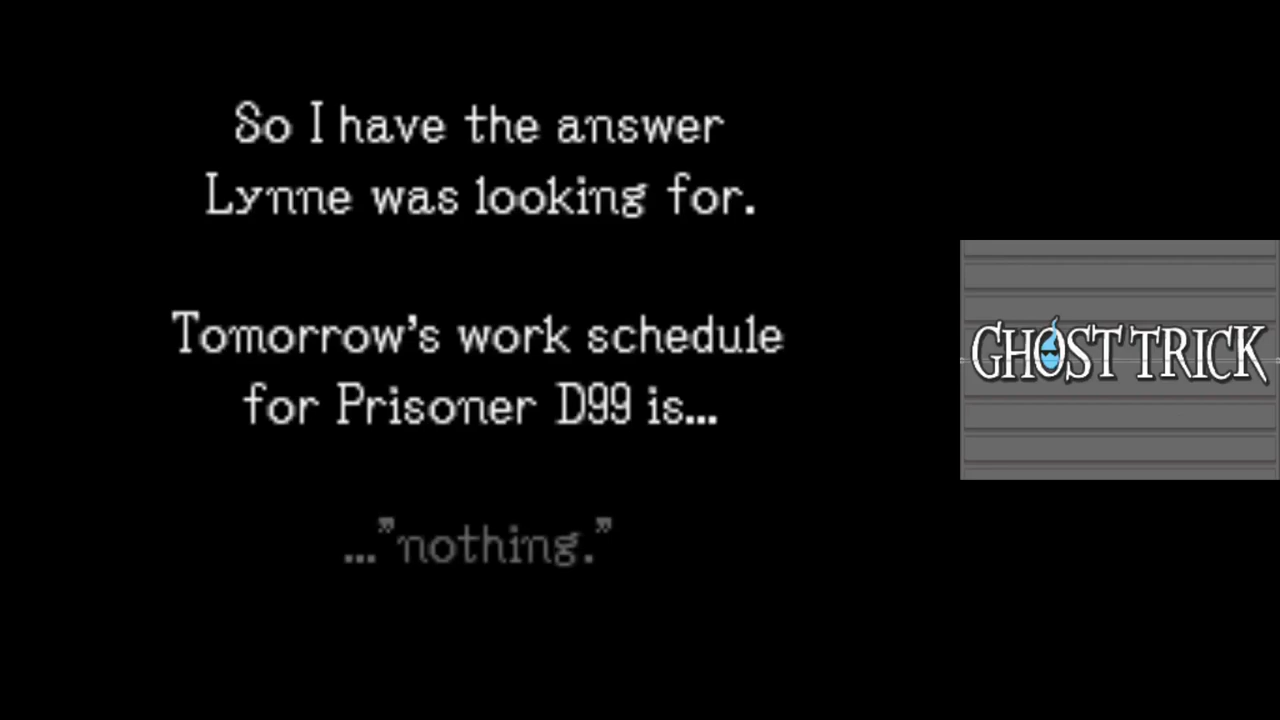 So I have the answer
Lynne was looking for.
Tomorrow's work schedule
for Prisoner D99 is...
..."nothing."
GHOST TRICK